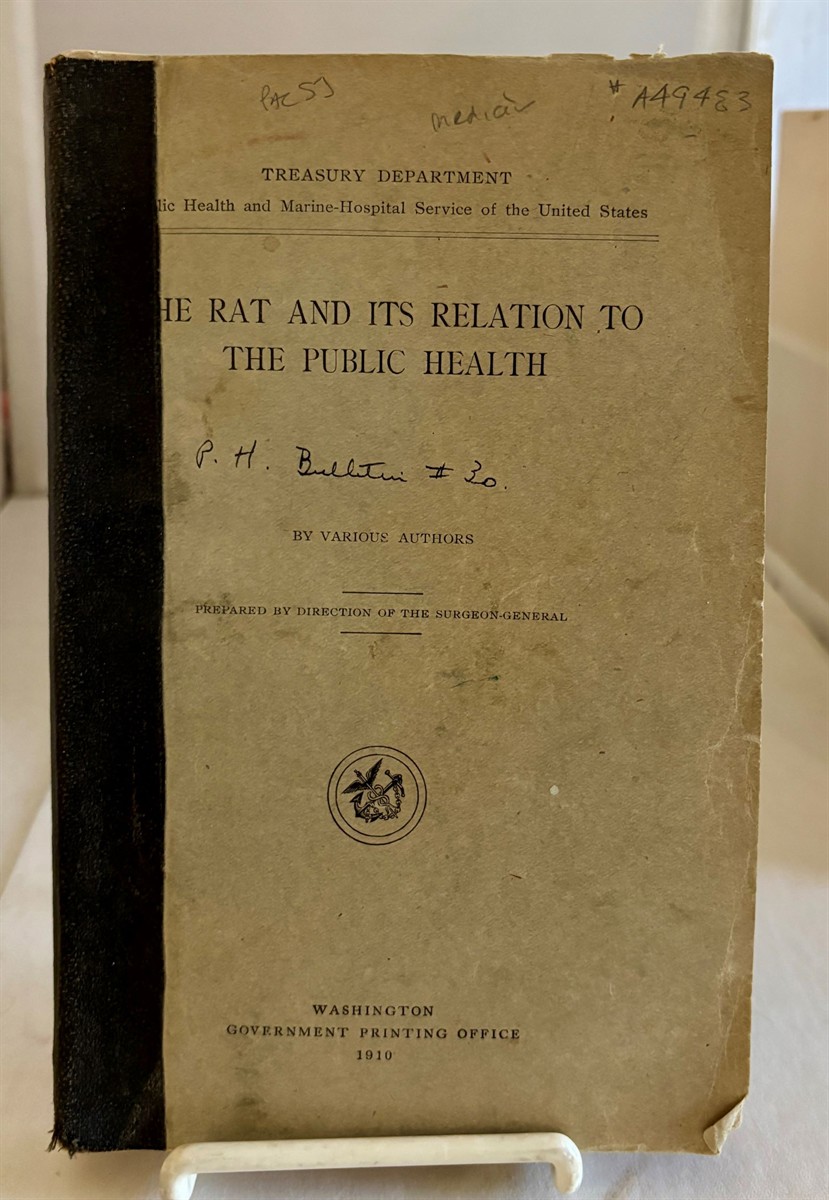 PAC 53
# A49483
TREASURY DEPARTMENT
lic Health and Marine-Hospital Service of the United States
HE RAT AND ITS RELATION TO
THE PUBLIC HEALTH
P. H. Bulletin # 30.
BY VARIOUS AUTHORS
PREPARED BY DIRECTION OF THE SURGEON-GENERAL
WASHINGTON
GOVERNMENT PRINTING OFFICE
1910